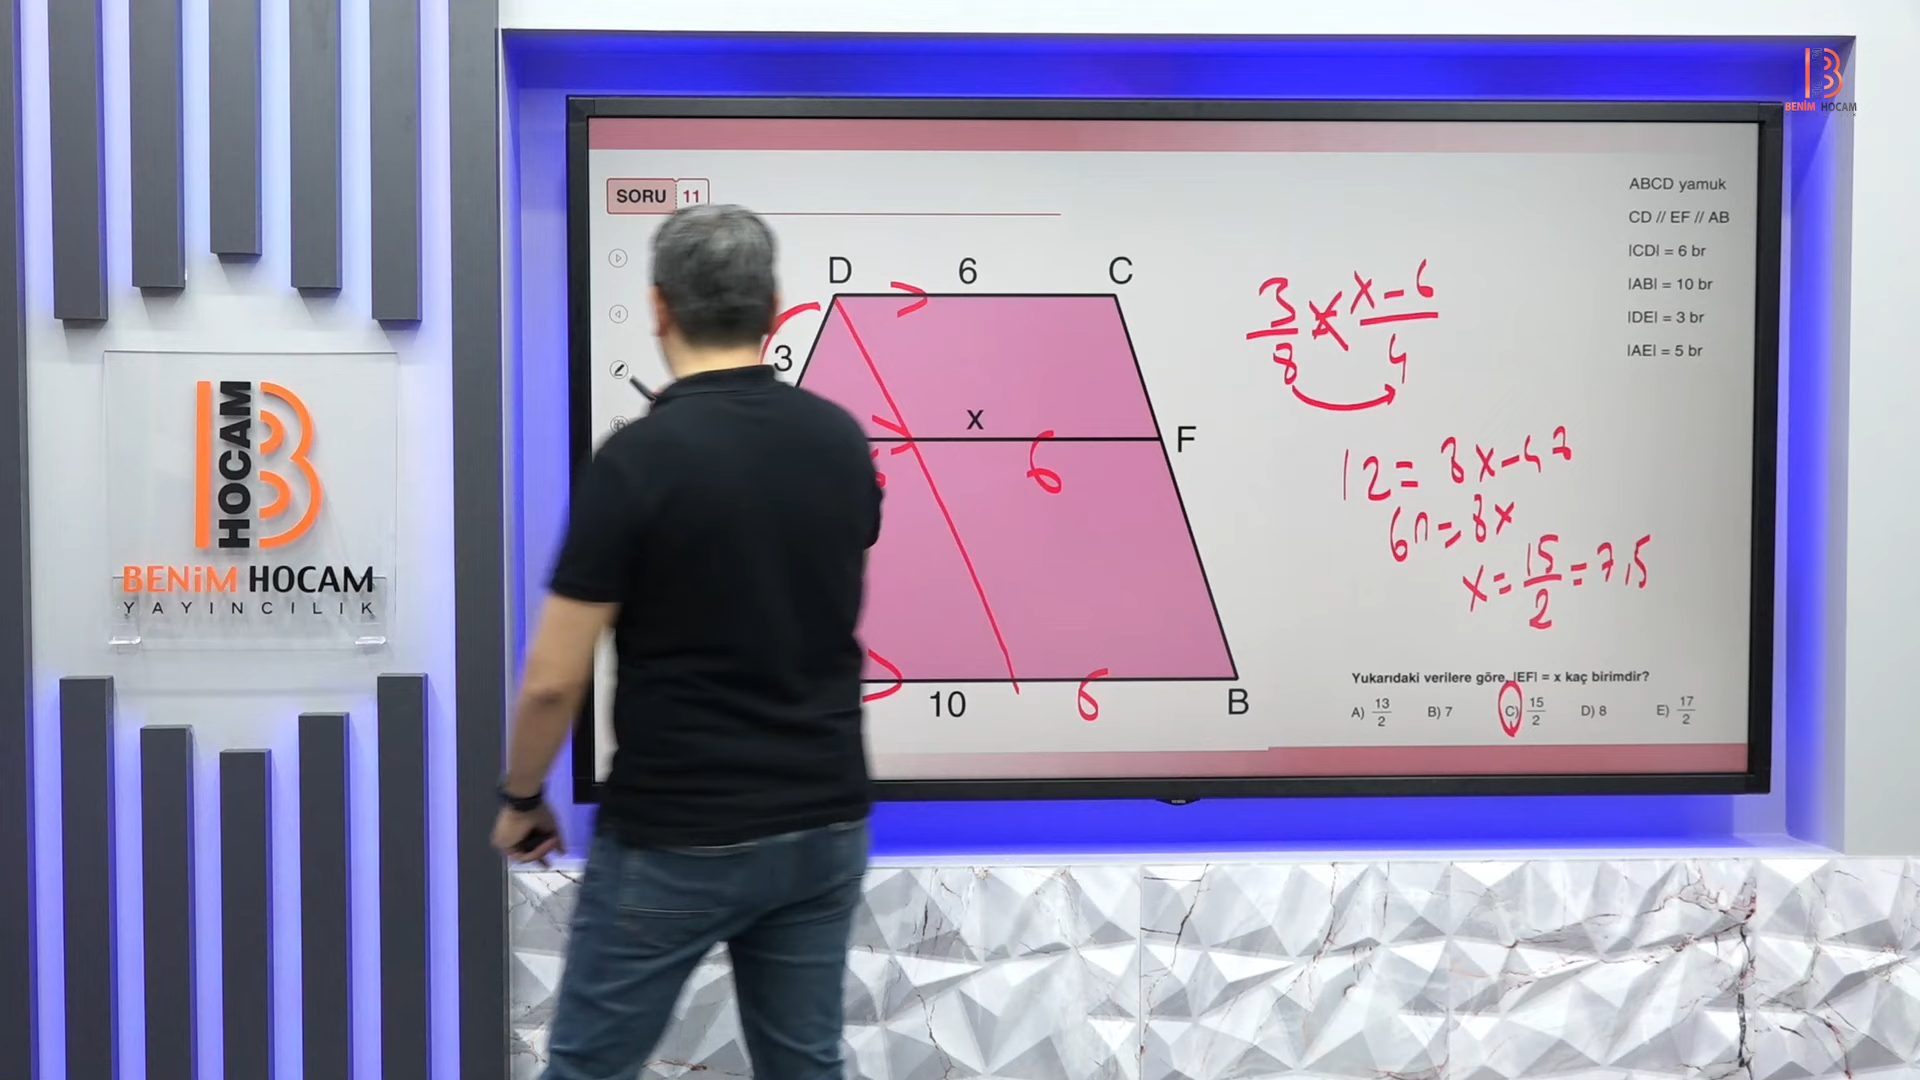 BENİM HOCAM
HOCAM
BENiM HOCAM
YAYINCILIK
SORU 11
ABCD yamuk
CD // EF // AB
|CD| = 6 br
|AB| = 10 br
|DE| = 3 br
|AE| = 5 br
D 6 C
3
x
F
6
10
6
B
3/8 x-6/4
12 = 8x-48
60 = 8x
x = 15/2 = 7,5
Yukarıdaki verilere göre, |EF| = x kaç birimdir?
A) 13/2 B) 7 C) 15/2 D) 8 E) 17/2